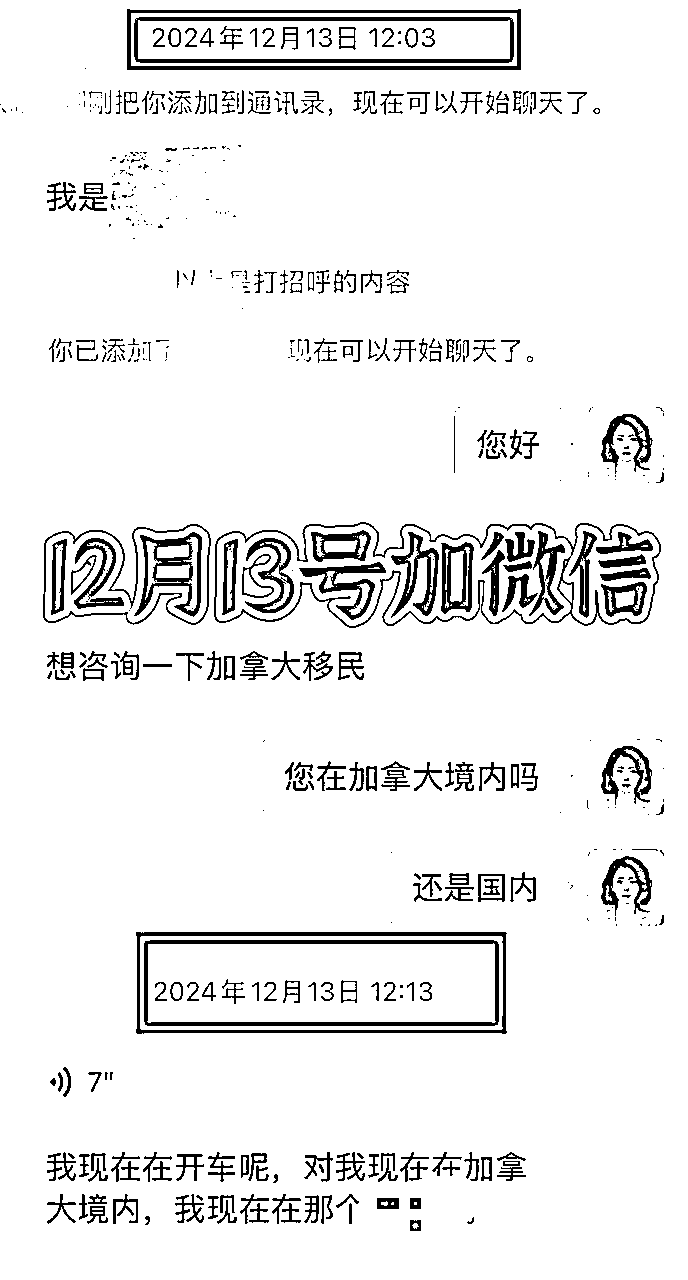 2024年12月13日 12:03
刚把你添加到通讯录，现在可以开始聊天了。
我是
以上是打招呼的内容
你已添加了 现在可以开始聊天了。
您好
12月13号加微信
想咨询一下加拿大移民
您在加拿大境内吗
还是国内
2024年12月13日 12:13
7"
我现在在开车呢，对我现在在加拿
大境内，我现在在那个